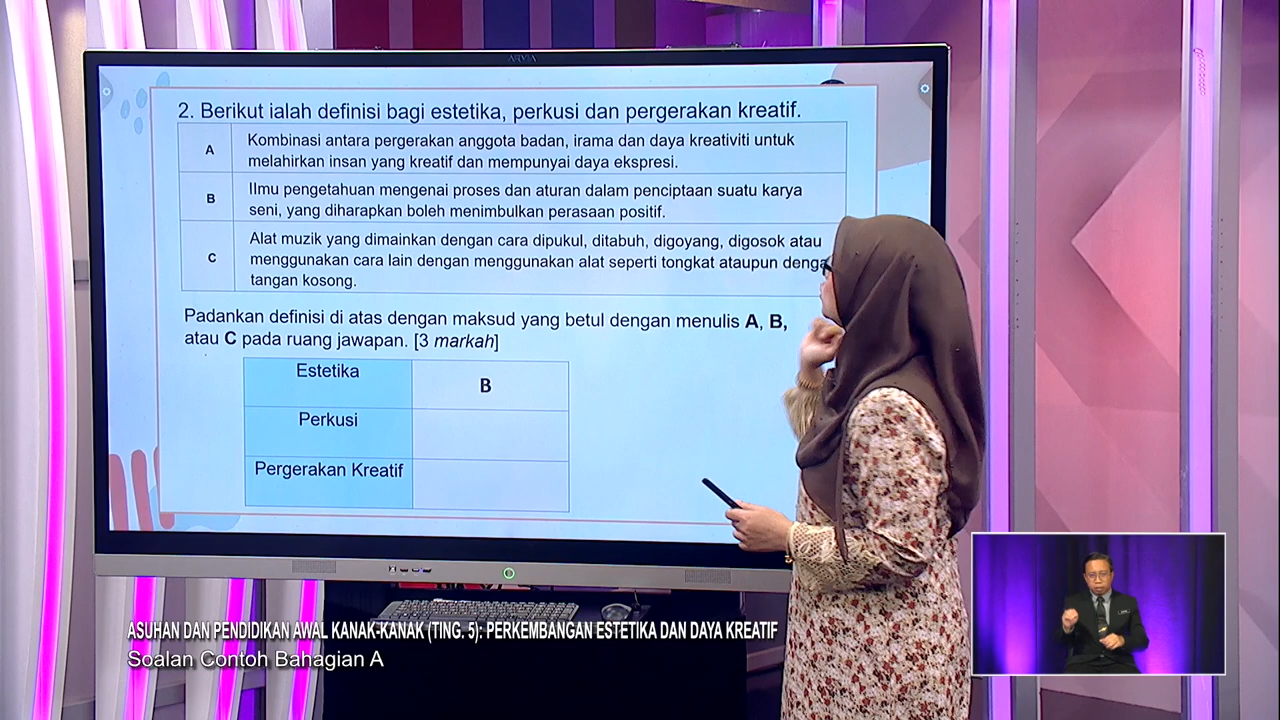 ARVIA
2. Berikut ialah definisi bagi estetika, perkusi dan pergerakan kreatif.
A
Kombinasi antara pergerakan anggota badan, irama dan daya kreativiti untuk
melahirkan insan yang kreatif dan mempunyai daya ekspresi.
B
Ilmu pengetahuan mengenai proses dan aturan dalam penciptaan suatu karya
seni, yang diharapkan boleh menimbulkan perasaan positif.
C
Alat muzik yang dimainkan dengan cara dipukul, ditabuh, digoyang, digosok atau
menggunakan cara lain dengan menggunakan alat seperti tongkat ataupun denga
tangan kosong.
Padankan definisi di atas dengan maksud yang betul dengan menulis A, B,
atau C pada ruang jawapan. [3 markah]
Estetika
B
Perkusi
Pergerakan Kreatif
ASUHAN DAN PENDIDIKAN AWAL KANAK-KANAK (TING. 5): PERKEMBANGAN ESTETIKA DAN DAYA KREATIF
Soalan Contoh Bahagian A